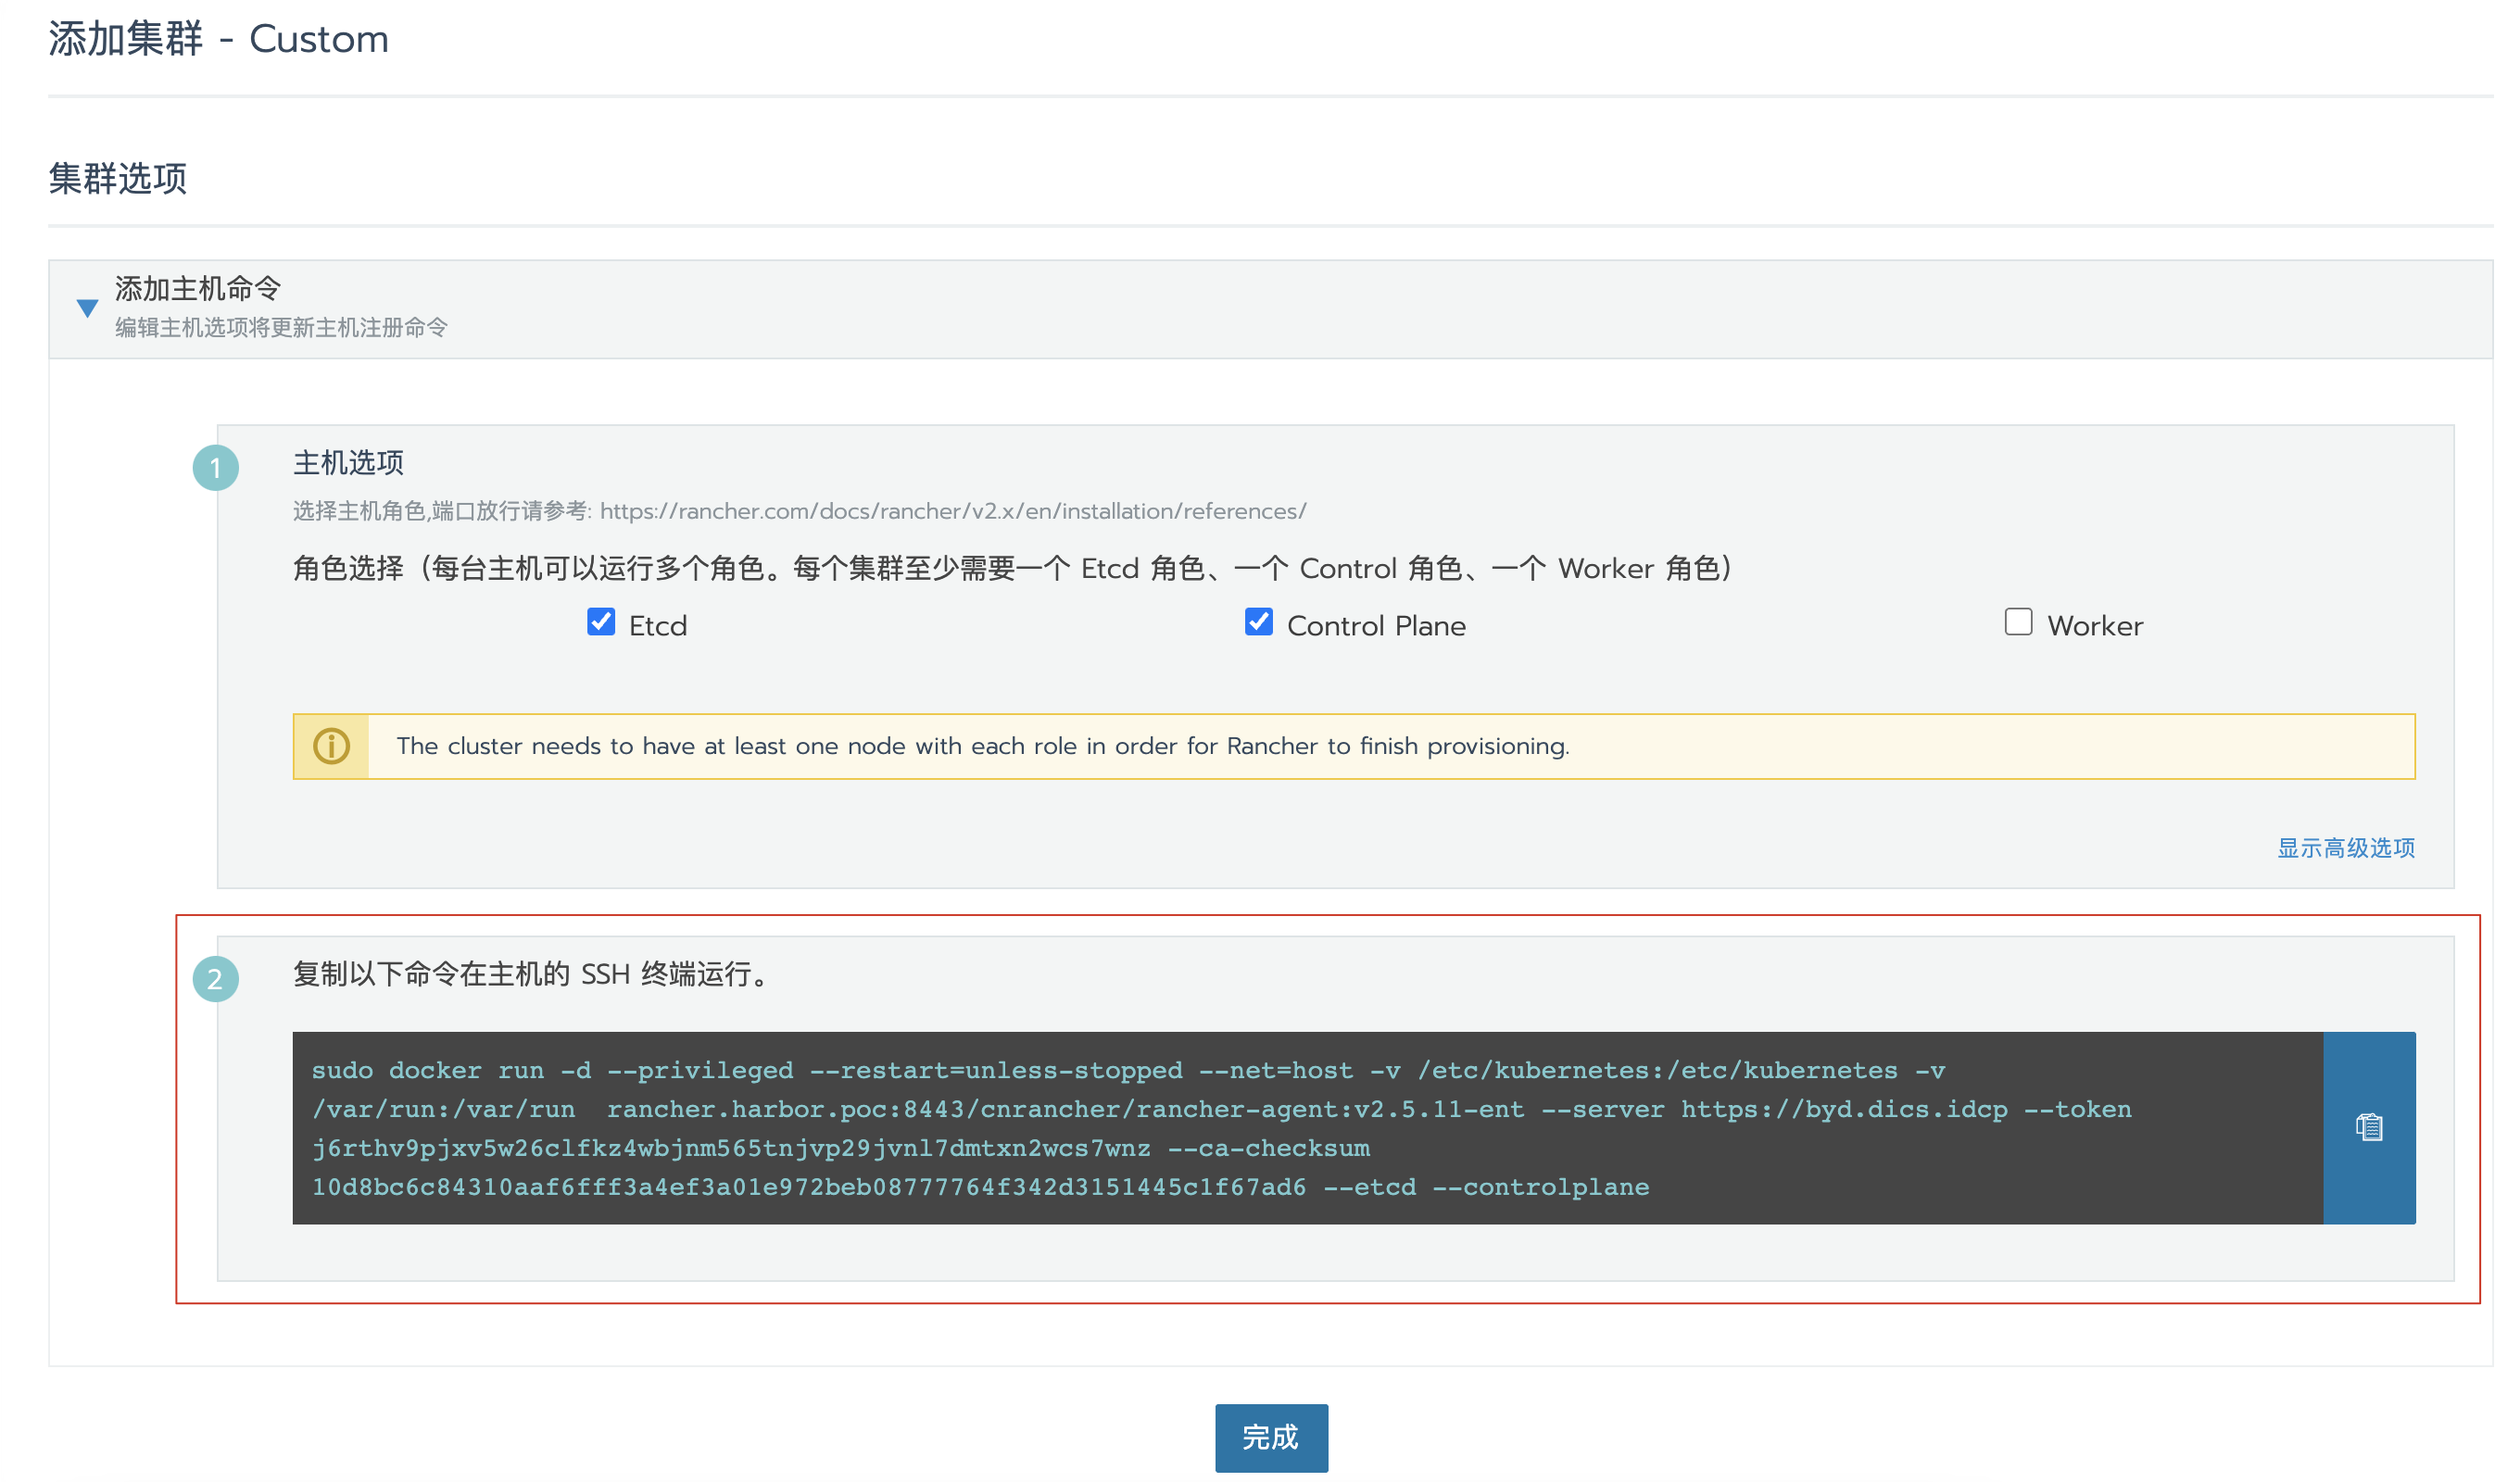 添加集群 - Custom
集群选项
添加主机命令
编辑主机选项将更新主机注册命令
1
主机选项
选择主机角色,端口放行请参考: https://rancher.com/docs/rancher/v2.x/en/installation/references/
角色选择（每台主机可以运行多个角色。每个集群至少需要一个 Etcd 角色、一个 Control 角色、一个 Worker 角色）
Etcd
Control Plane
Worker
The cluster needs to have at least one node with each role in order for Rancher to finish provisioning.
显示高级选项
2
复制以下命令在主机的 SSH 终端运行。
sudo docker run -d --privileged --restart=unless-stopped --net=host -v /etc/kubernetes:/etc/kubernetes -v
/var/run:/var/run  rancher.harbor.poc:8443/cnrancher/rancher-agent:v2.5.11-ent --server https://byd.dics.idcp --token
j6rthv9pjxv5w26clfkz4wbjnm565tnjvp29jvnl7dmtxn2wcs7wnz --ca-checksum
10d8bc6c84310aaf6fff3a4ef3a01e972beb08777764f342d3151445c1f67ad6 --etcd --controlplane
完成